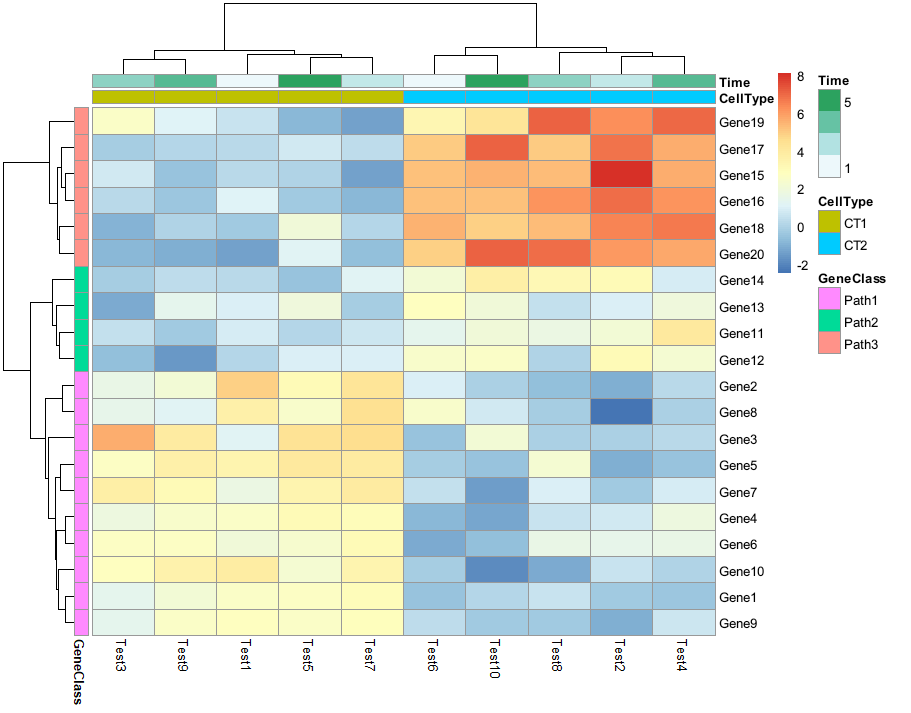 Time
CellType
Gene19
Gene17
Gene15
Gene16
Gene18
Gene20
Gene14
Gene13
Gene11
Gene12
Gene2
Gene8
Gene3
Gene5
Gene7
Gene4
Gene6
Gene10
Gene1
Gene9
GeneClass
Test3
Test9
Test1
Test5
Test7
Test6
Test10
Test8
Test2
Test4
8
6
4
2
0
-2
Time
5
1
CellType
CT1
CT2
GeneClass
Path1
Path2
Path3